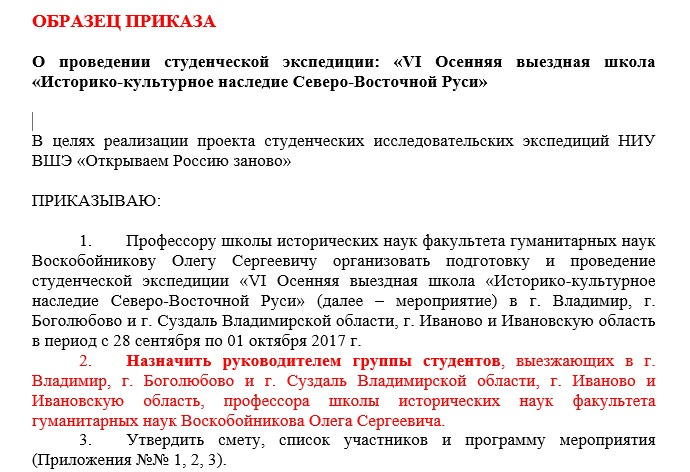 ОБРАЗЕЦ ПРИКАЗА
О проведении студенческой экспедиции: «VI Осенняя выездная школа
«Историко-культурное наследие Северо-Восточной Руси»
В целях реализации проекта студенческих исследовательских экспедиций НИУ
ВШЭ «Открываем Россию заново»
ПРИКАЗЫВАЮ:
1. Профессору школы исторических наук факультета гуманитарных наук
Воскобойникову Олегу Сергеевичу организовать подготовку и проведение
студенческой экспедиции «VI Осенняя выездная школа «Историко-культурное
наследие Северо-Восточной Руси» (далее – мероприятие) в г. Владимир, г.
Боголюбово и г. Суздаль Владимирской области, г. Иваново и Ивановскую область
в период с 28 сентября по 01 октября 2017 г.
2. Назначить руководителем группы студентов, выезжающих в г.
Владимир, г. Боголюбово и г. Суздаль Владимирской области, г. Иваново и
Ивановскую область, профессора школы исторических наук факультета
гуманитарных наук Воскобойникова Олега Сергеевича.
3. Утвердить смету, список участников и программу мероприятия
(Приложения №№ 1, 2, 3).